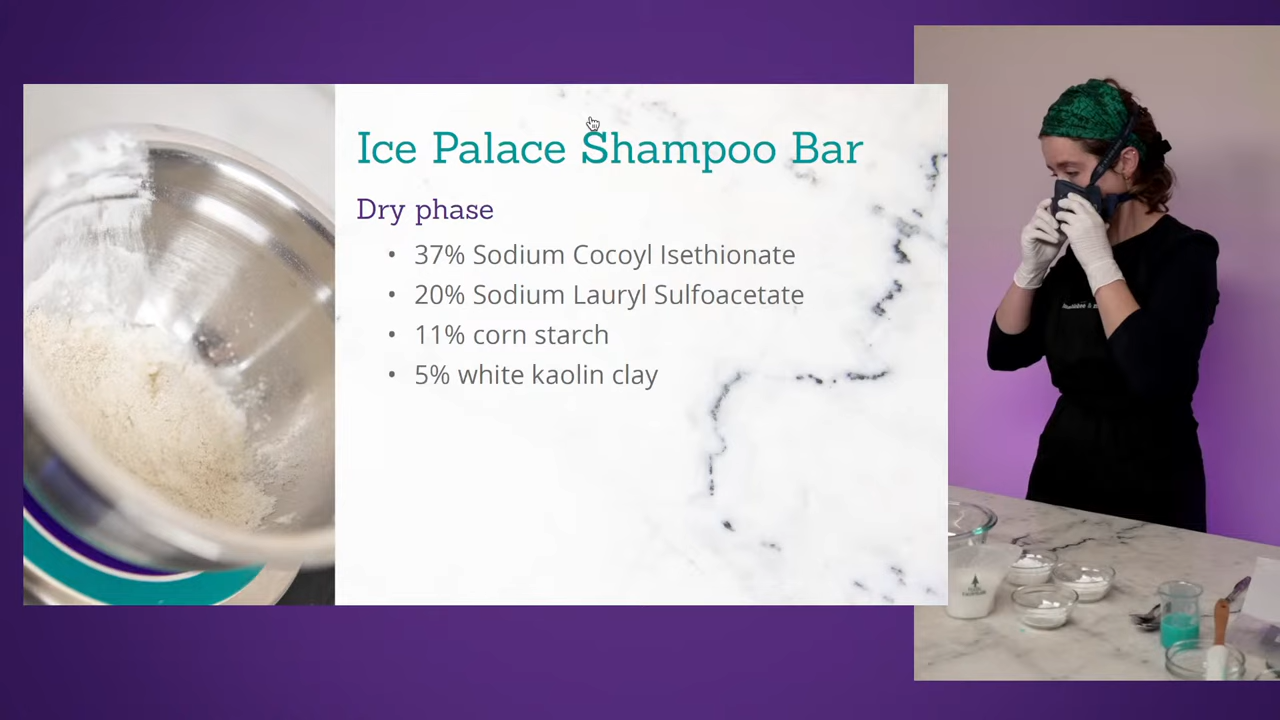 Ice Palace Shampoo Bar
Dry phase
• 37% Sodium Cocoyl Isethionate
• 20% Sodium Lauryl Sulfoacetate
• 11% corn starch
• 5% white kaolin clay